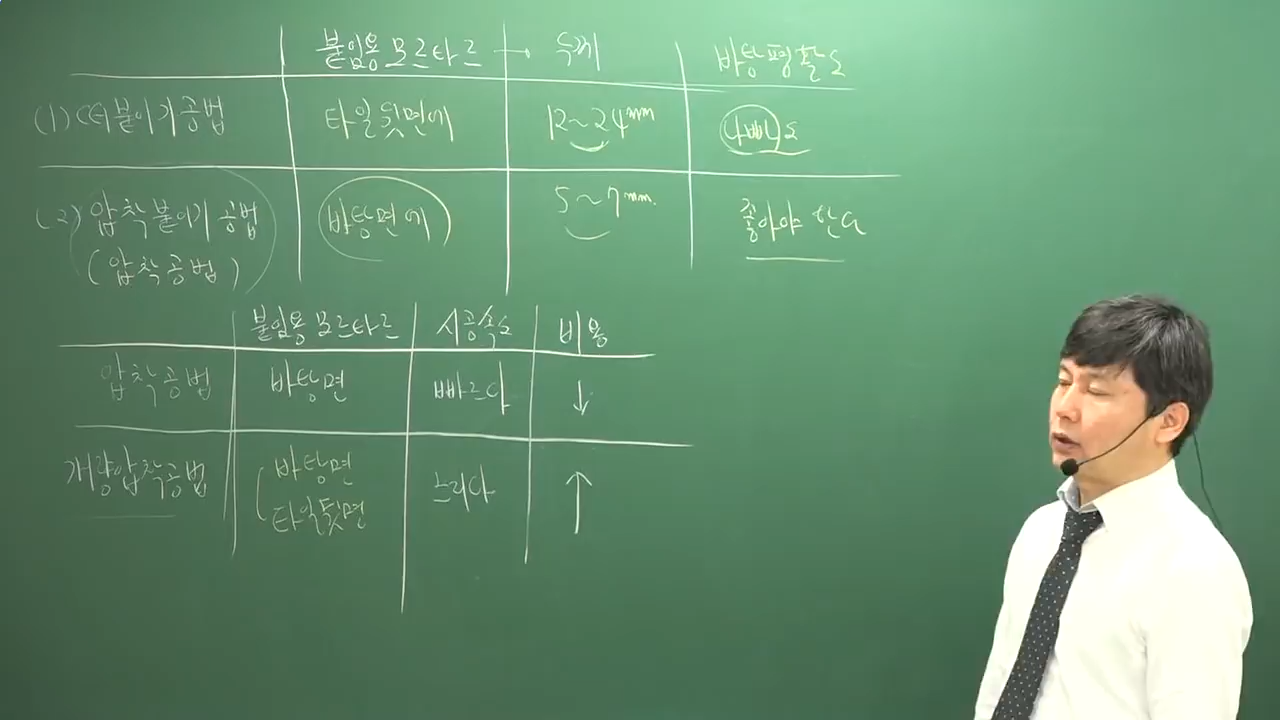 붙임용 모르타르 → 두께 바탕평활도
(1) 떠붙이기공법 타일뒷면에 12~24mm 나빠도
(2) 압착붙이기 공법 바탕면에 5~7mm. 좋아야 한다
(압착공법)
붙임용 모르타르 시공속도 비용
압착공법 바탕면 빠르다 ↓
개량압착공법 바탕면 느리다 ↑
타일뒷면